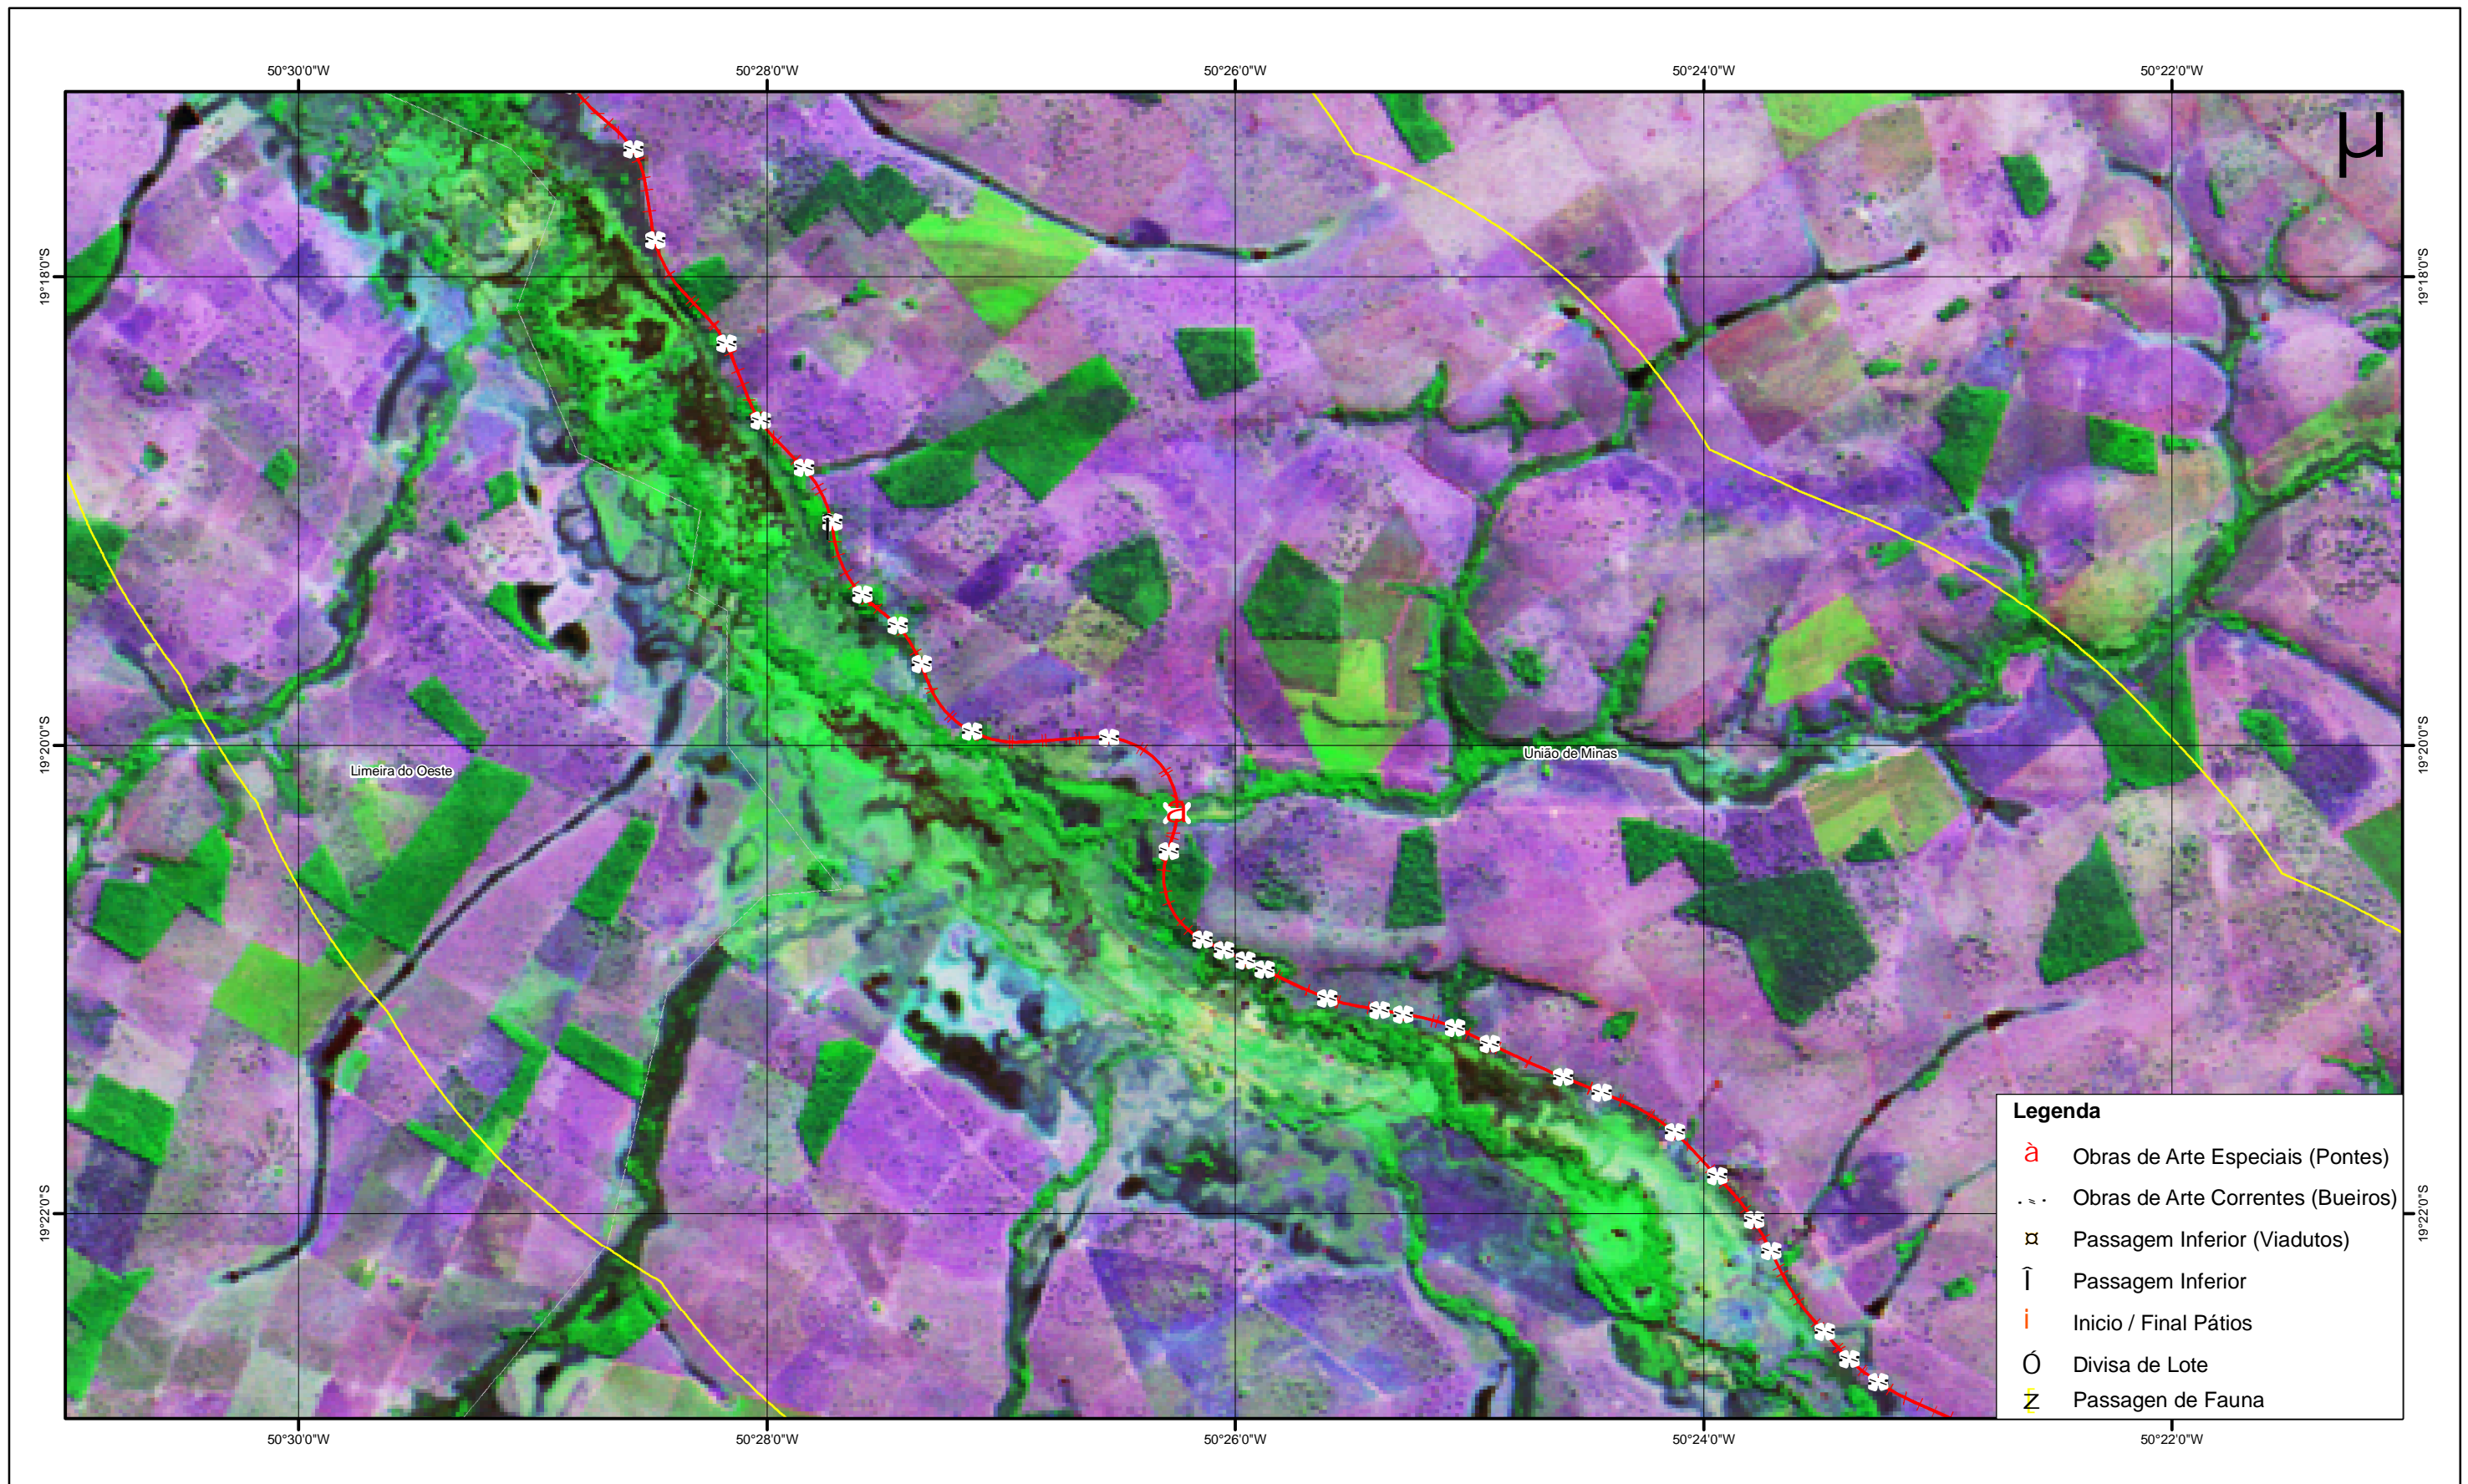 50°30'0"W 50°28'0"W 50°26'0"W 50°24'0"W 50°22'0"W
µ
19°18'0"S 19°18'0"S
19°20'0"S 19°20'0"S
União de Minas
Limeira do Oeste
à
19°22'0"S 19°22'0"S
Legenda
à Obras de Arte Especiais (Pontes)
Obras de Arte Correntes (Bueiros)
¤ Passagem Inferior (Viadutos)
Î Passagem Inferior
i Inicio / Final Pátios
Ó Divisa de Lote
Z Passagen de Fauna
50°30'0"W 50°28'0"W 50°26'0"W 50°24'0"W 50°22'0"W